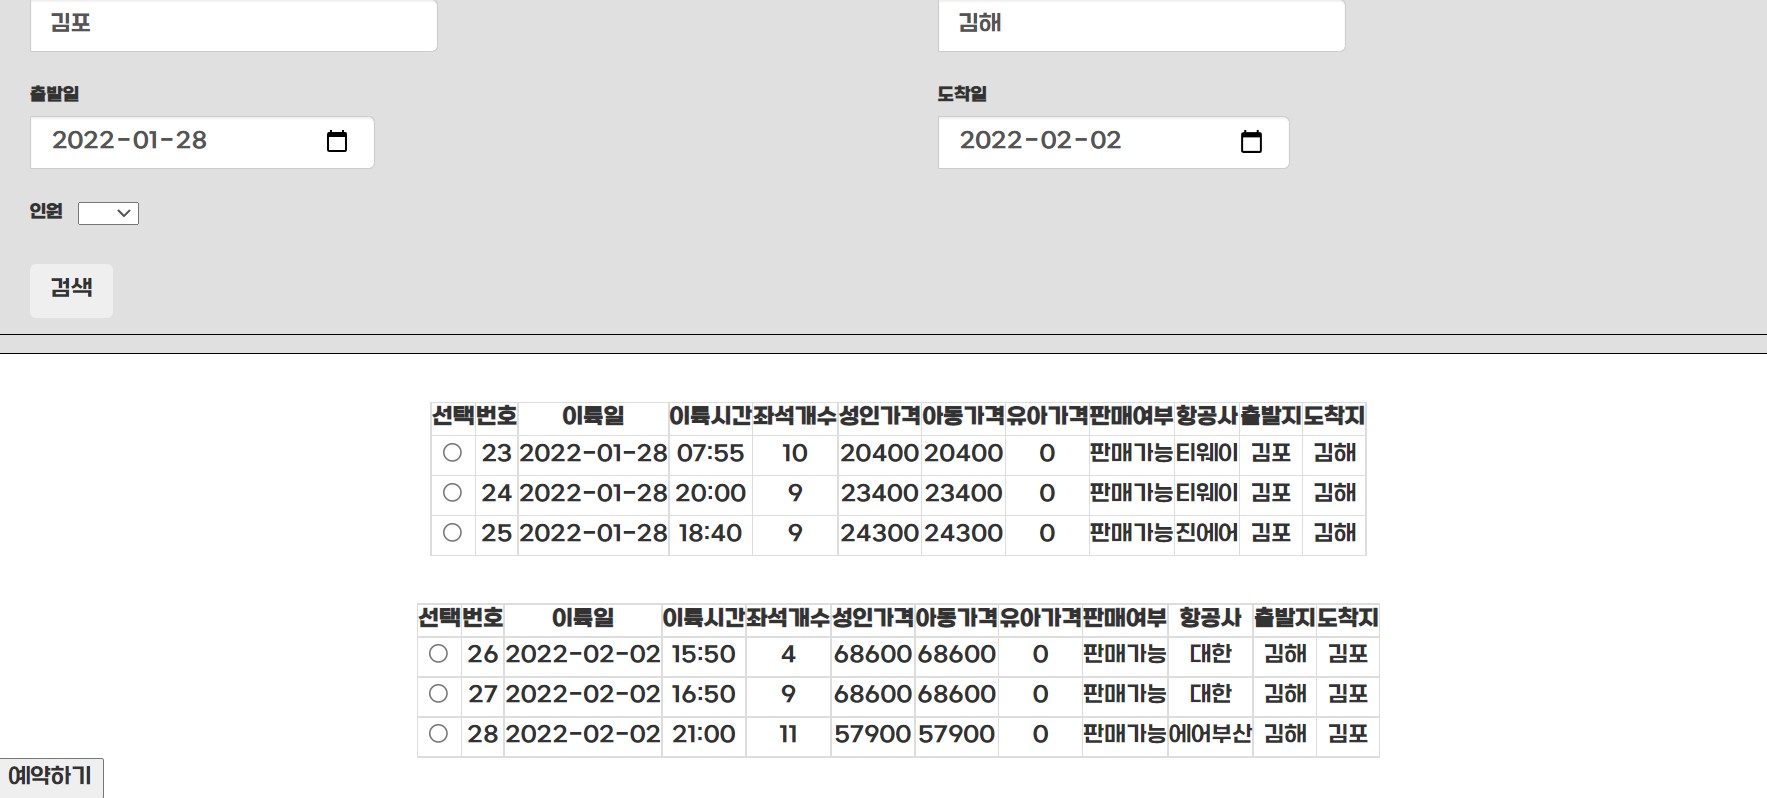 김포 김해
출발일 도착일
2022-01-28 2022-02-02
인원
검색
선택 번호 이륙일 이륙시간 좌석개수 성인가격 아동가격 유아가격 판매여부 항공사 출발지 도착지
23 2022-01-28 07:55 10 20400 20400 0 판매가능 티웨이 김포 김해
24 2022-01-28 20:00 9 23400 23400 0 판매가능 티웨이 김포 김해
25 2022-01-28 18:40 9 24300 24300 0 판매가능 진에어 김포 김해
선택 번호 이륙일 이륙시간 좌석개수 성인가격 아동가격 유아가격 판매여부 항공사 출발지 도착지
26 2022-02-02 15:50 4 68600 68600 0 판매가능 대한 김해 김포
27 2022-02-02 16:50 9 68600 68600 0 판매가능 대한 김해 김포
28 2022-02-02 21:00 11 57900 57900 0 판매가능 에어부산 김해 김포
예약하기